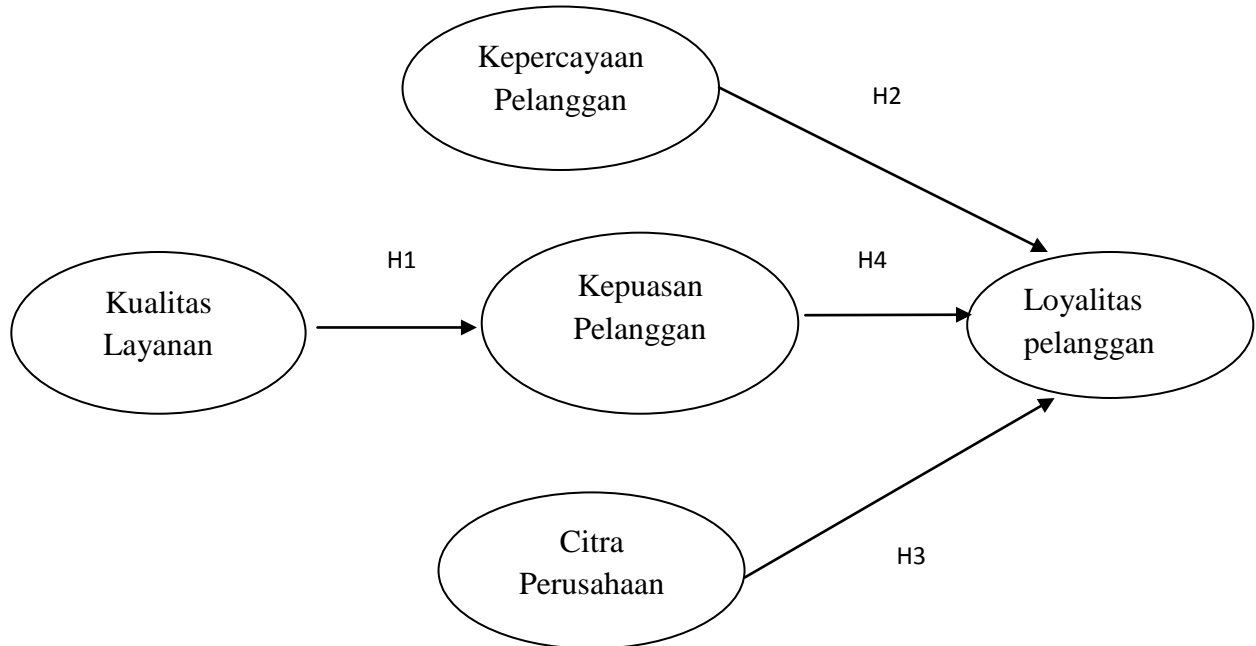 Kepercayaan
Pelanggan
H2
H1
H4
Kualitas
Layanan
Kepuasan
Pelanggan
Loyalitas
pelanggan
Citra
Perusahaan
H3